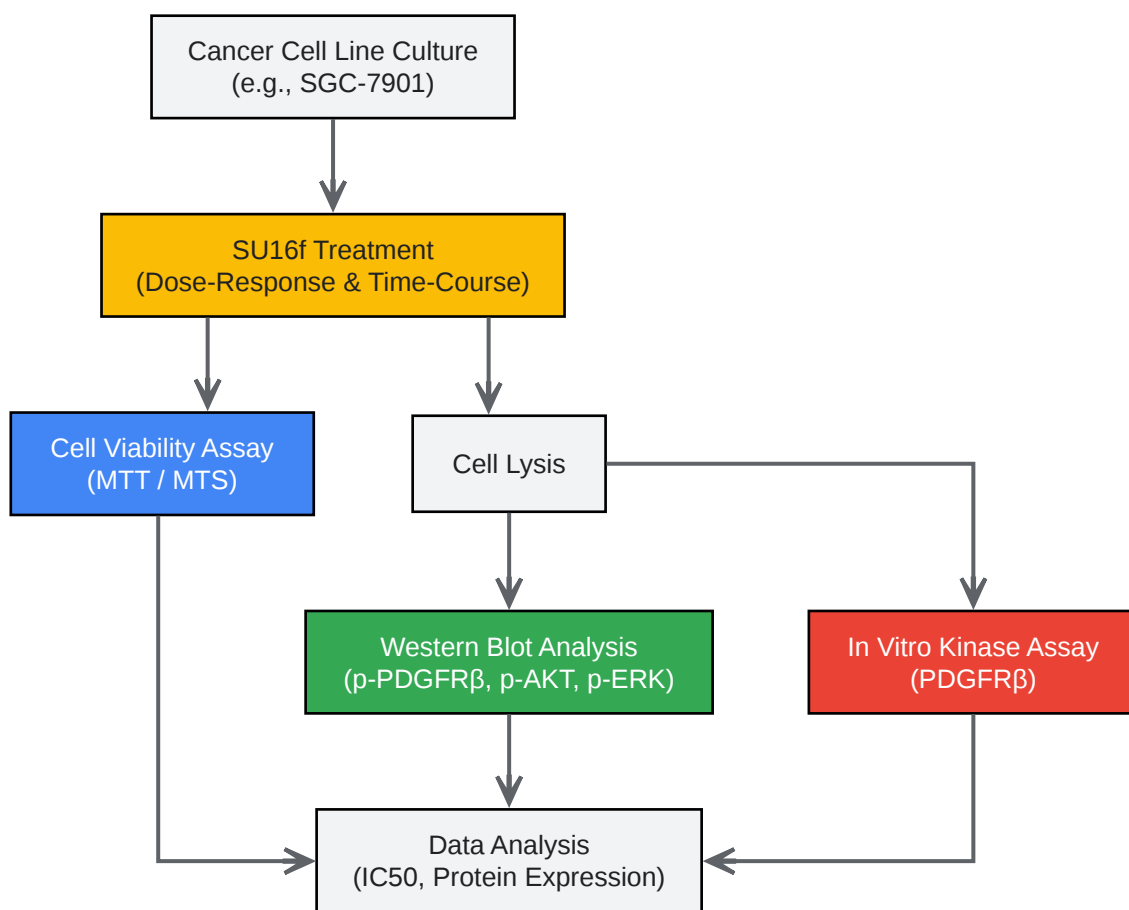 Cancer Cell Line Culture
(e.g., SGC-7901)
SU16f Treatment
(Dose-Response & Time-Course)
Cell Viability Assay
(MTT / MTS)
Cell Lysis
Western Blot Analysis
(p-PDGFRβ, p-AKT, p-ERK)
In Vitro Kinase Assay
(PDGFRβ)
Data Analysis
(IC50, Protein Expression)